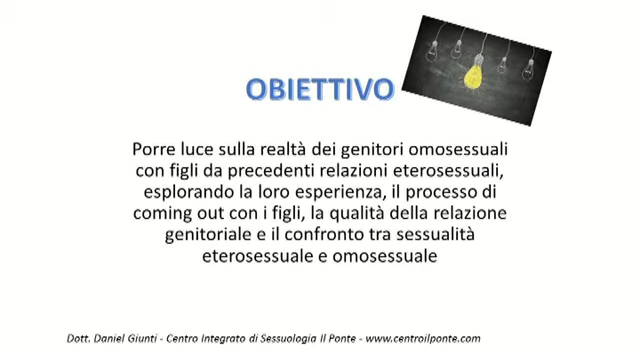 OBIETTIVO
Porre luce sulla realtà dei genitori omosessuali
con figli da precedenti relazioni eterosessuali,
esplorando la loro esperienza, il processo di
coming out con i figli, la qualità della relazione
genitoriale e il confronto tra sessualità
eterosessuale e omosessuale
Dott. Daniel Giunti - Centro Integrato di Sessuologia Il Ponte - www.centroilponte.com